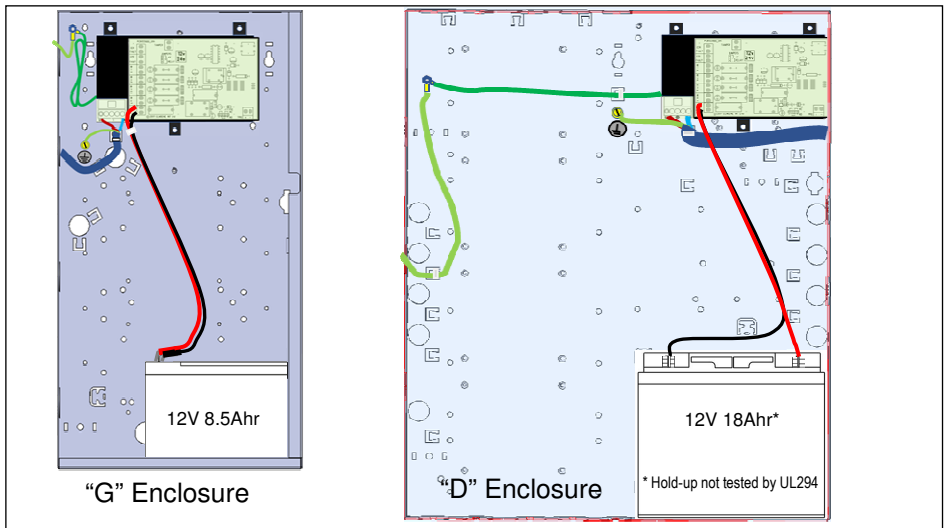 12V 8.5Ahr
“G” Enclosure
12V 18Ahr*
* Hold-up not tested by UL294
“D” Enclosure